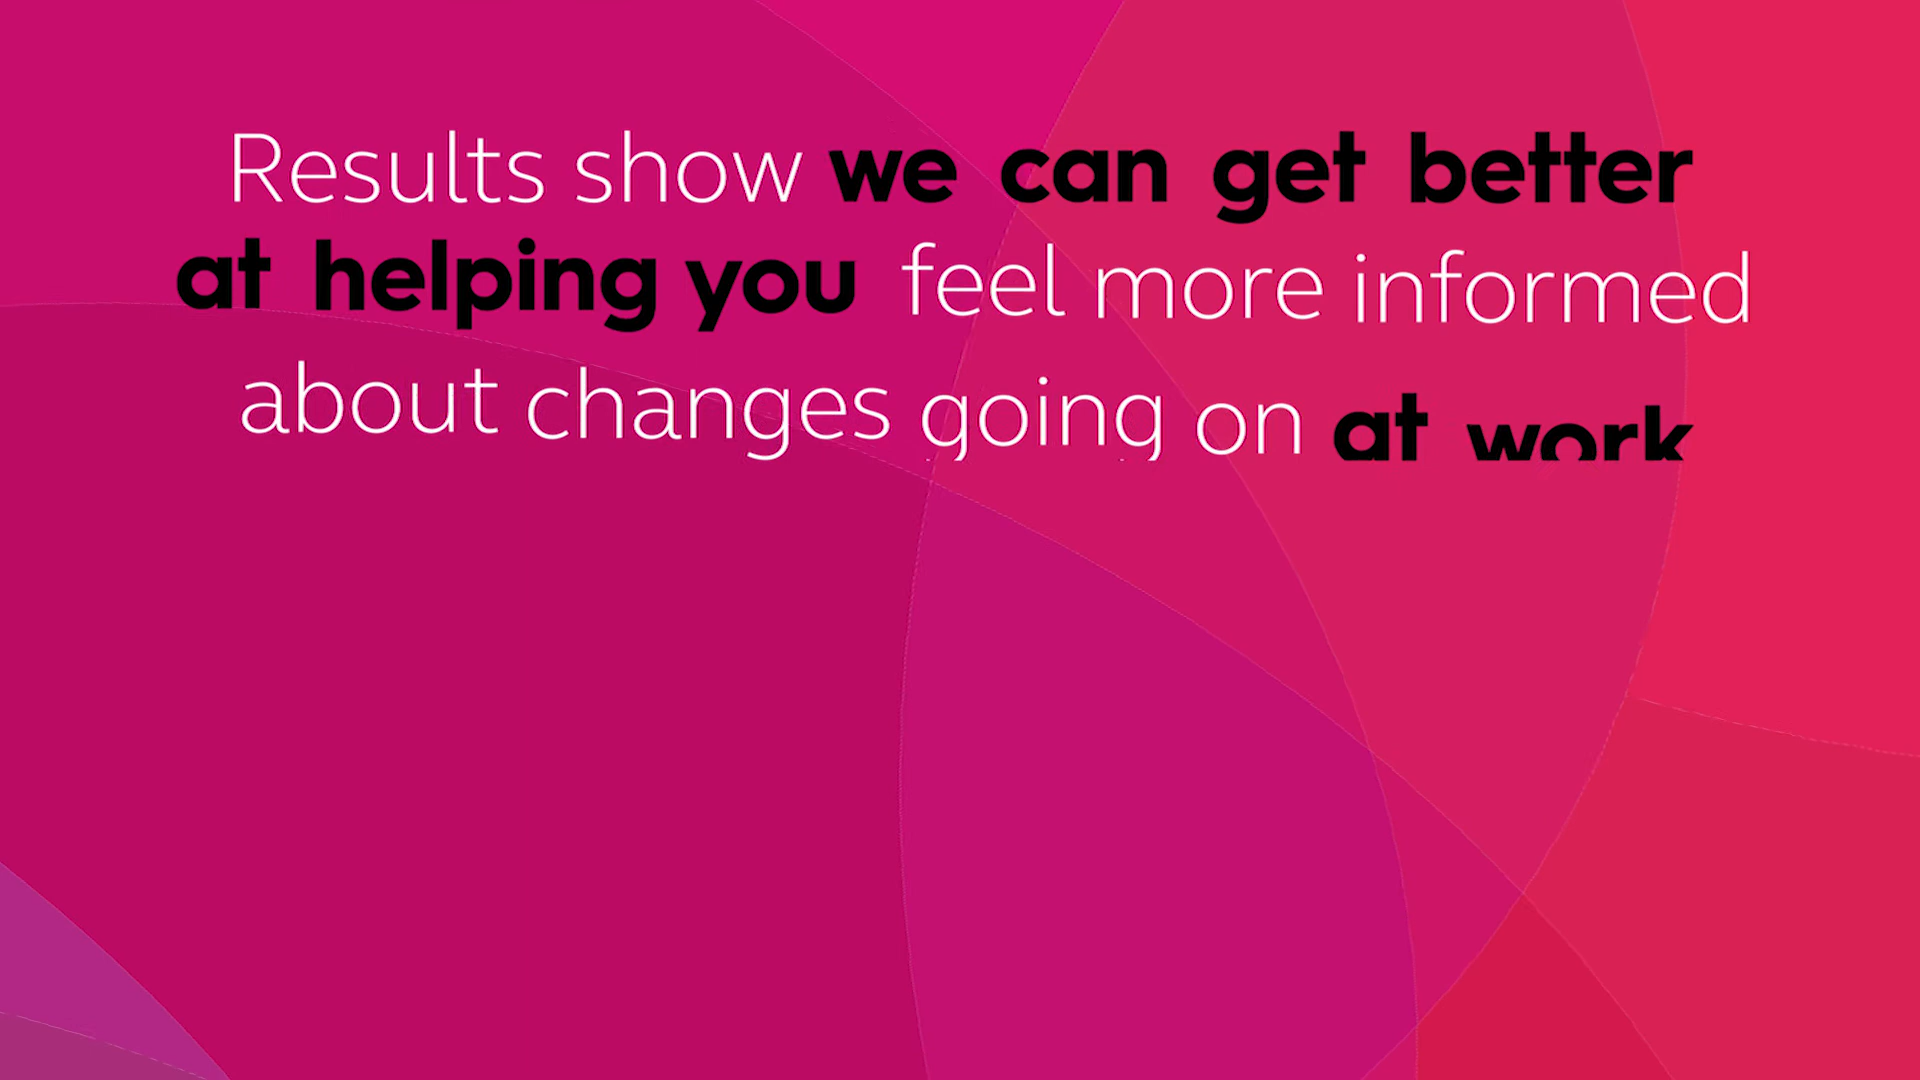 Results show we can get better
at helping you feel more informed
about changes going on at work